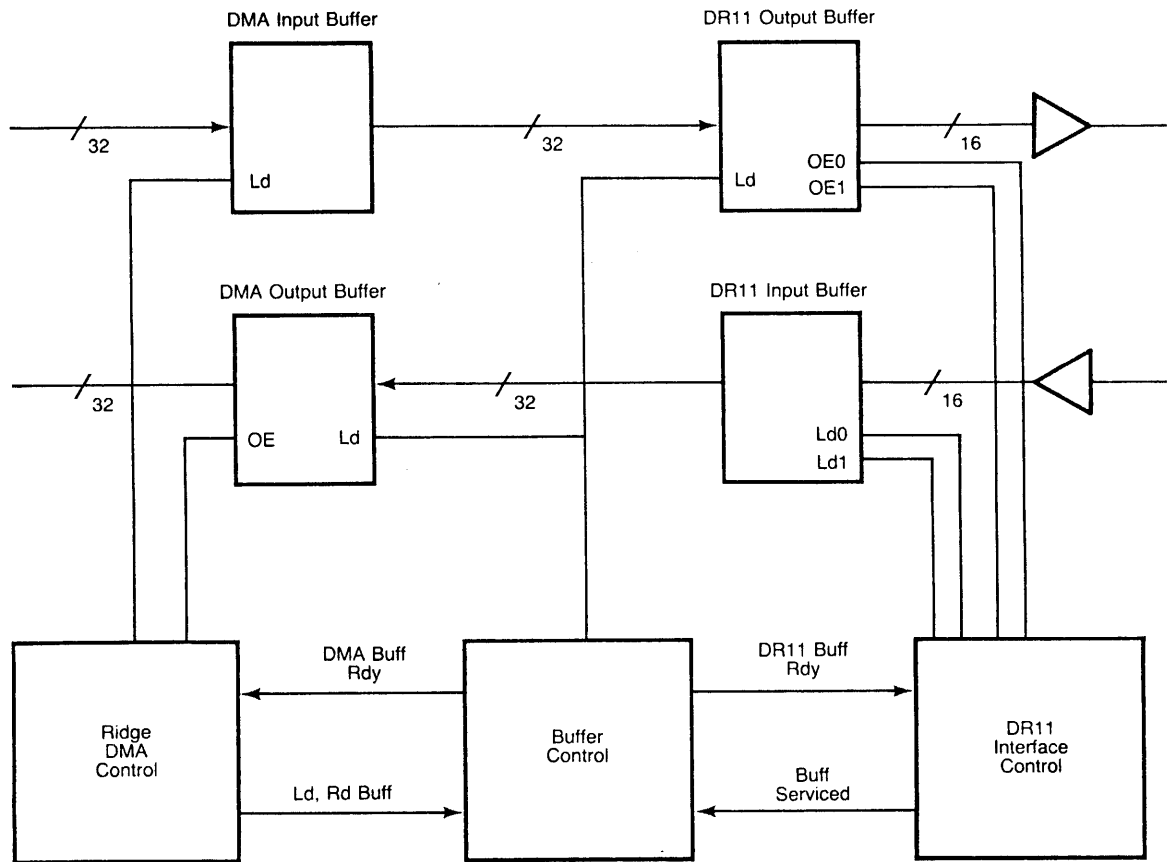 DMA Input Buffer
DR11 Output Buffer
32
32
16
Ld
Ld
OE0
OE1
DMA Output Buffer
DR11 Input Buffer
32
32
16
OE
Ld
Ld0
Ld1
DMA Buff
Rdy
DR11 Buff
Rdy
Ridge
DMA
Control
Buffer
Control
DR11
Interface
Control
Ld, Rd Buff
Buff
Serviced